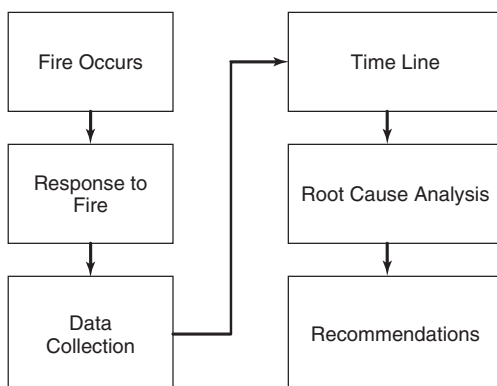 Fire Occurs
Response to
Fire
Data
Collection
Time Line
Root Cause Analysis
Recommendations